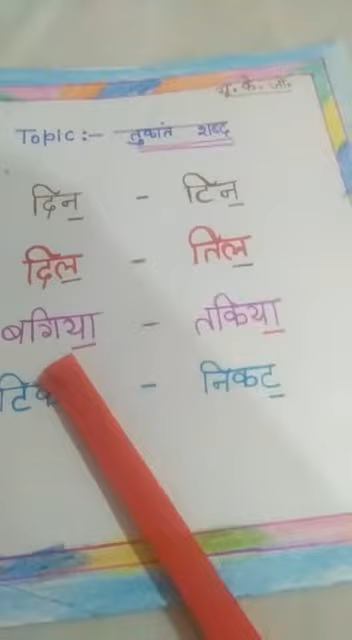 यू. के. जी.
Topic :- तुकांत शब्द
दिन - टिन
दिल - तिल
बगिया - तकिया
- निकट